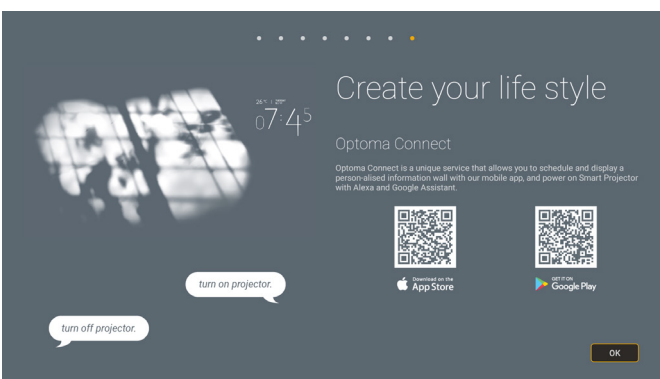 Create your life style
07:45
Optoma Connect
Optoma Connect is a unique service that allows you to schedule and display a
person-alised information wall with our mobile app, and power on Smart Projector
with Alexa and Google Assistant.
turn on projector.
turn off projector.
Download on the
App Store
GET IT ON
Google Play
OK